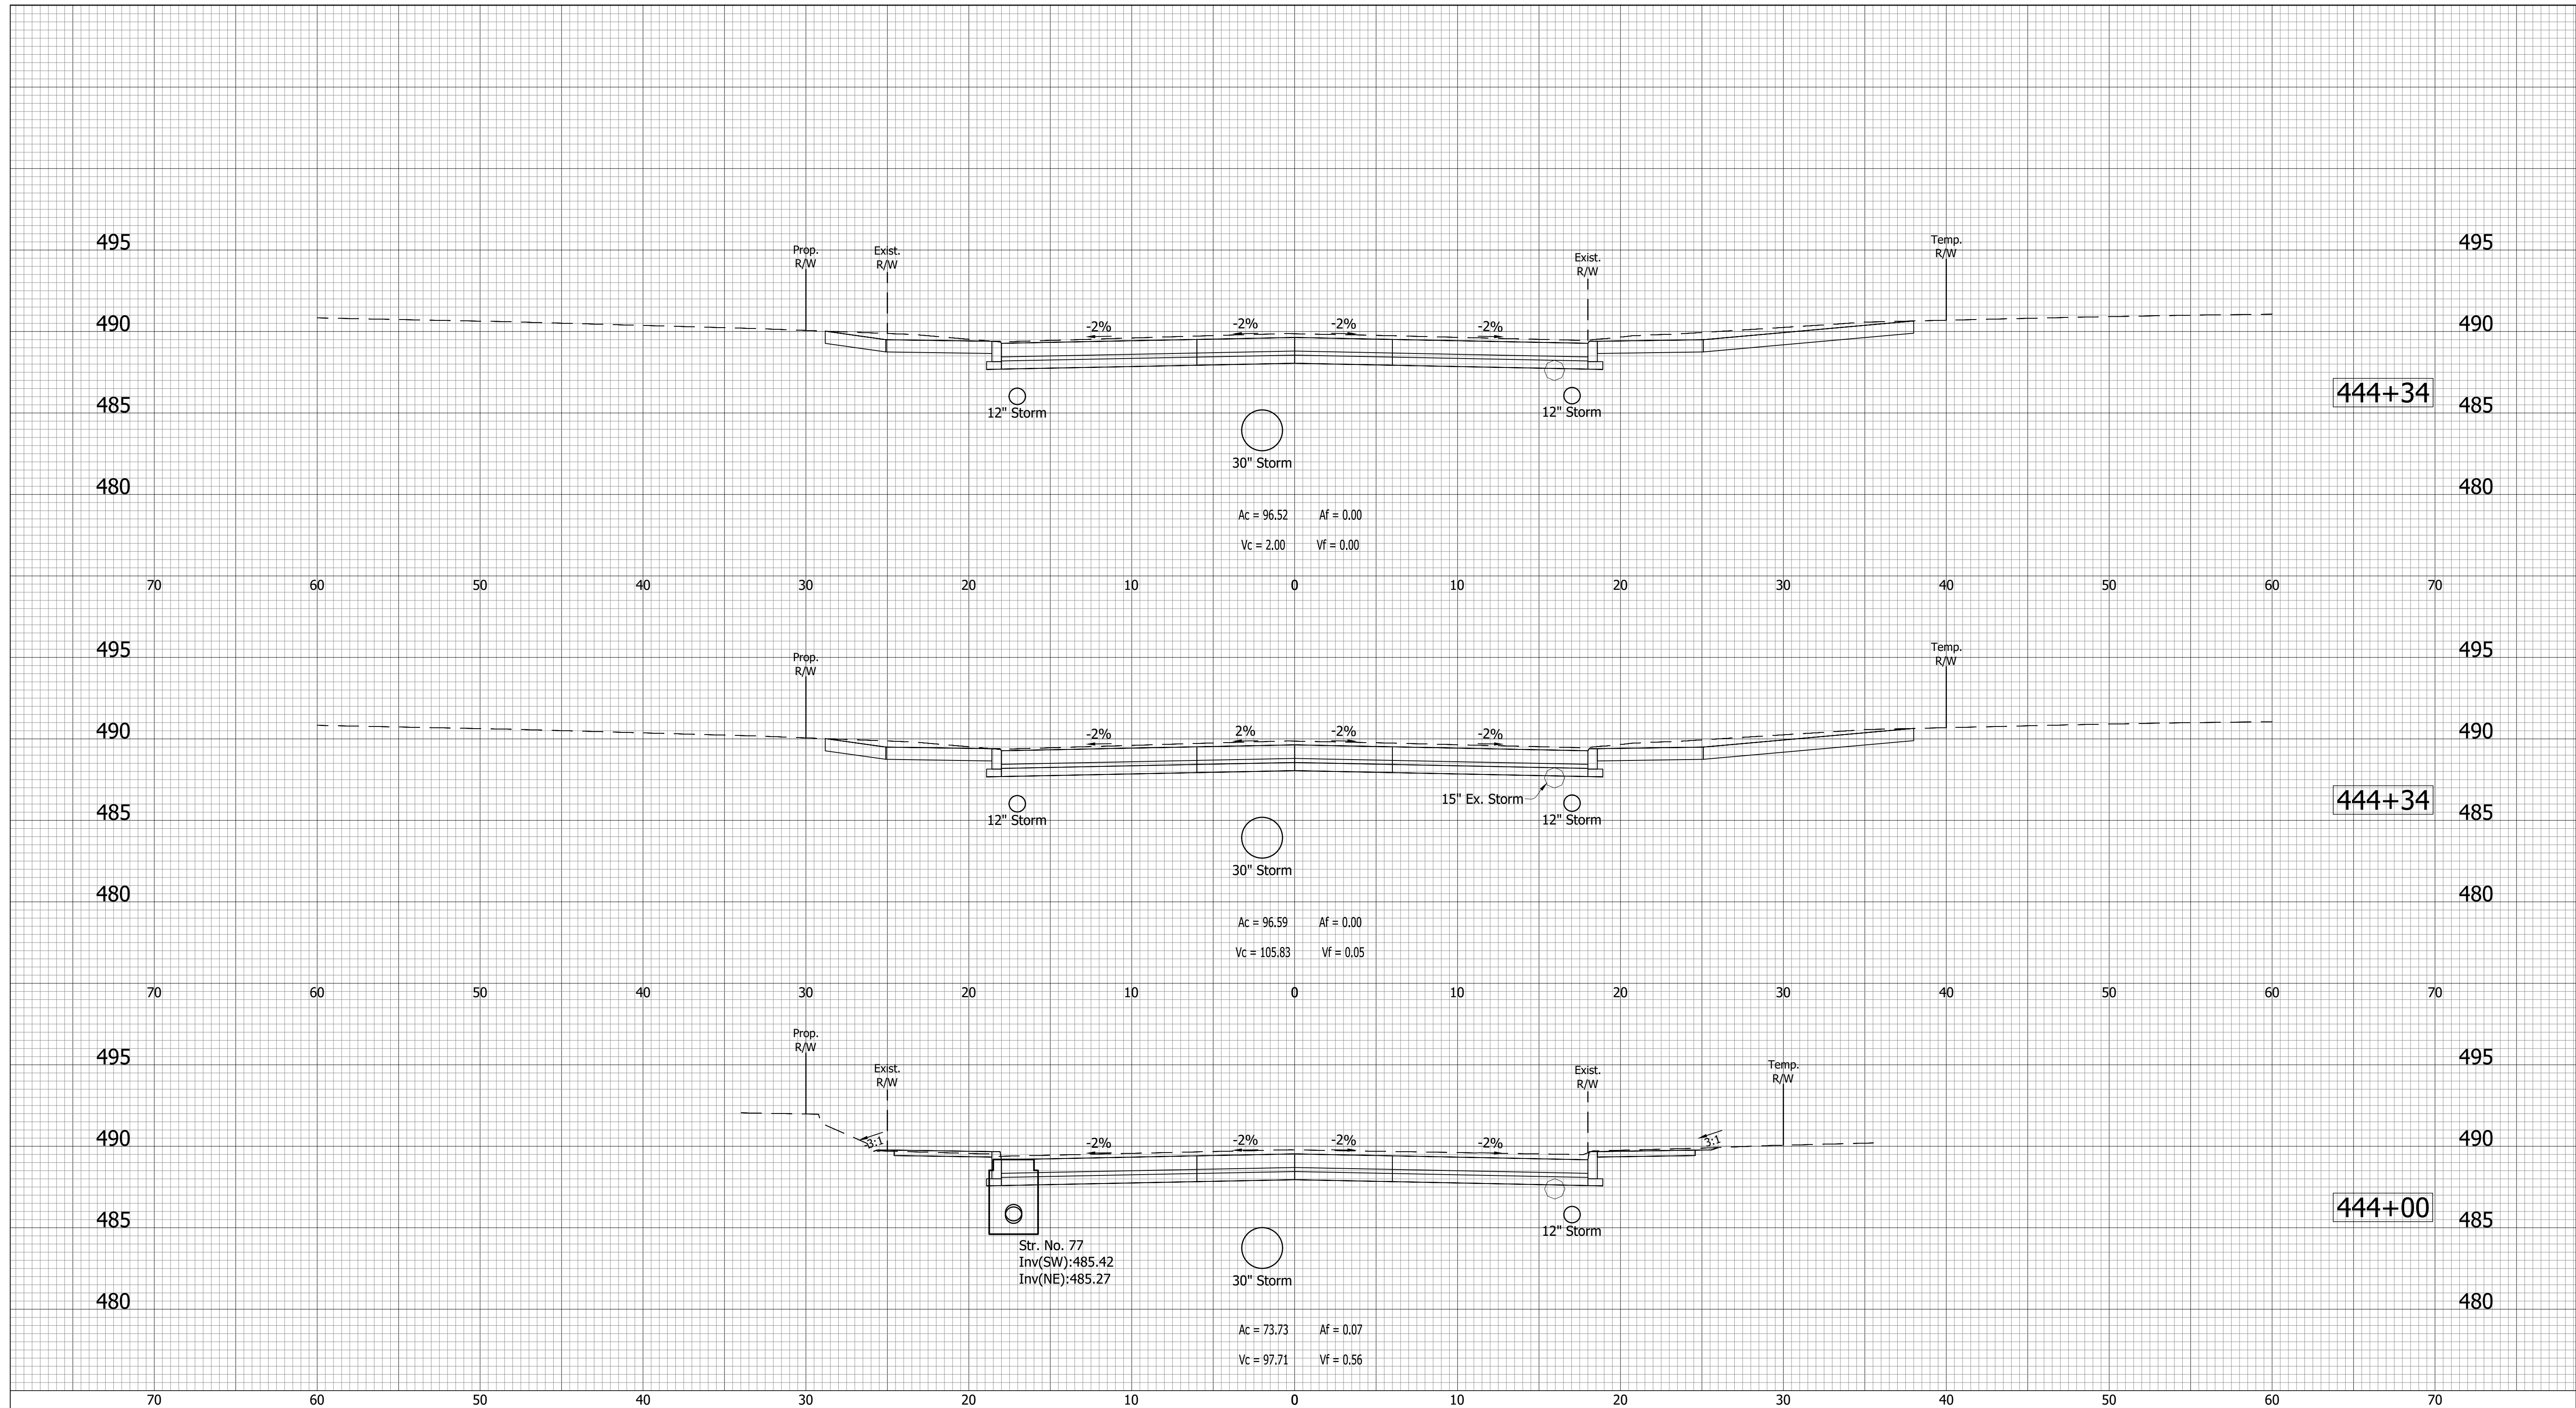 495 495
Prop. Exist. Exist. Temp.
R/W R/W R/W R/W
490 -2% -2% -2% -2% 490
444+34
485 12" Storm 12" Storm 485
30" Storm
480 480
Ac = 96.52 Af = 0.00
Vc = 2.00 Vf = 0.00
70 60 50 40 30 20 10 0 10 20 30 40 50 60 70
495 495
Prop. Temp.
R/W R/W
490 -2% 2% -2% -2% 490
15" Ex. Storm 444+34
485 12" Storm 12" Storm 485
30" Storm
480 480
Ac = 96.59 Af = 0.00
Vc = 105.83 Vf = 0.05
70 60 50 40 30 20 10 0 10 20 30 40 50 60 70
Prop.
R/W
495 495
Exist. Exist. Temp.
R/W R/W R/W
490 3:1 -2% -2% -2% -2% 3:1 490
444+00
485 12" Storm 485
Str. No. 77
Inv(SW):485.42
Inv(NE):485.27 30" Storm
480 480
Ac = 73.73 Af = 0.07
Vc = 97.71 Vf = 0.56
70 60 50 40 30 20 10 0 10 20 30 40 50 60 70